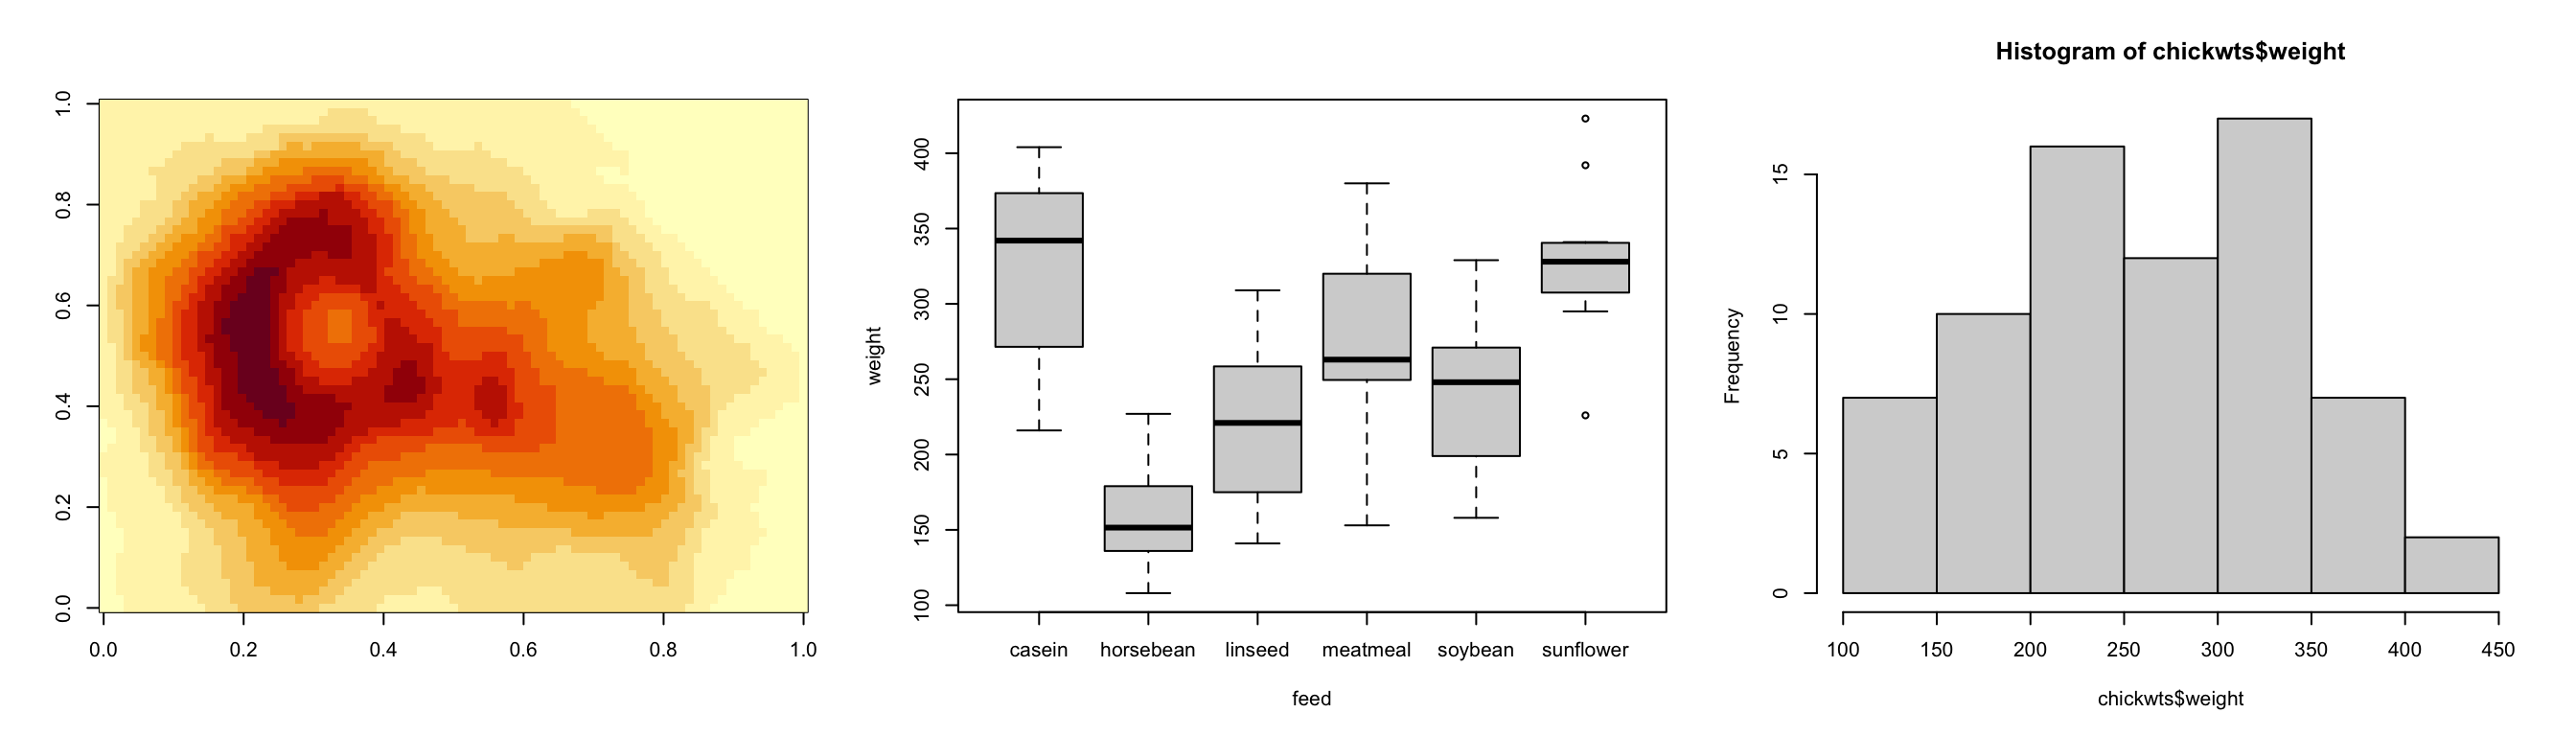 Histogram of chickwts$weight
1.0
0.8
0.6
0.4
0.2
0.0
0.0 0.2 0.4 0.6 0.8 1.0
weight
400
350
300
250
200
150
100
casein horsebean linseed meatmeal soybean sunflower
feed
Frequency
15
10
5
0
100 150 200 250 300 350 400 450
chickwts$weight